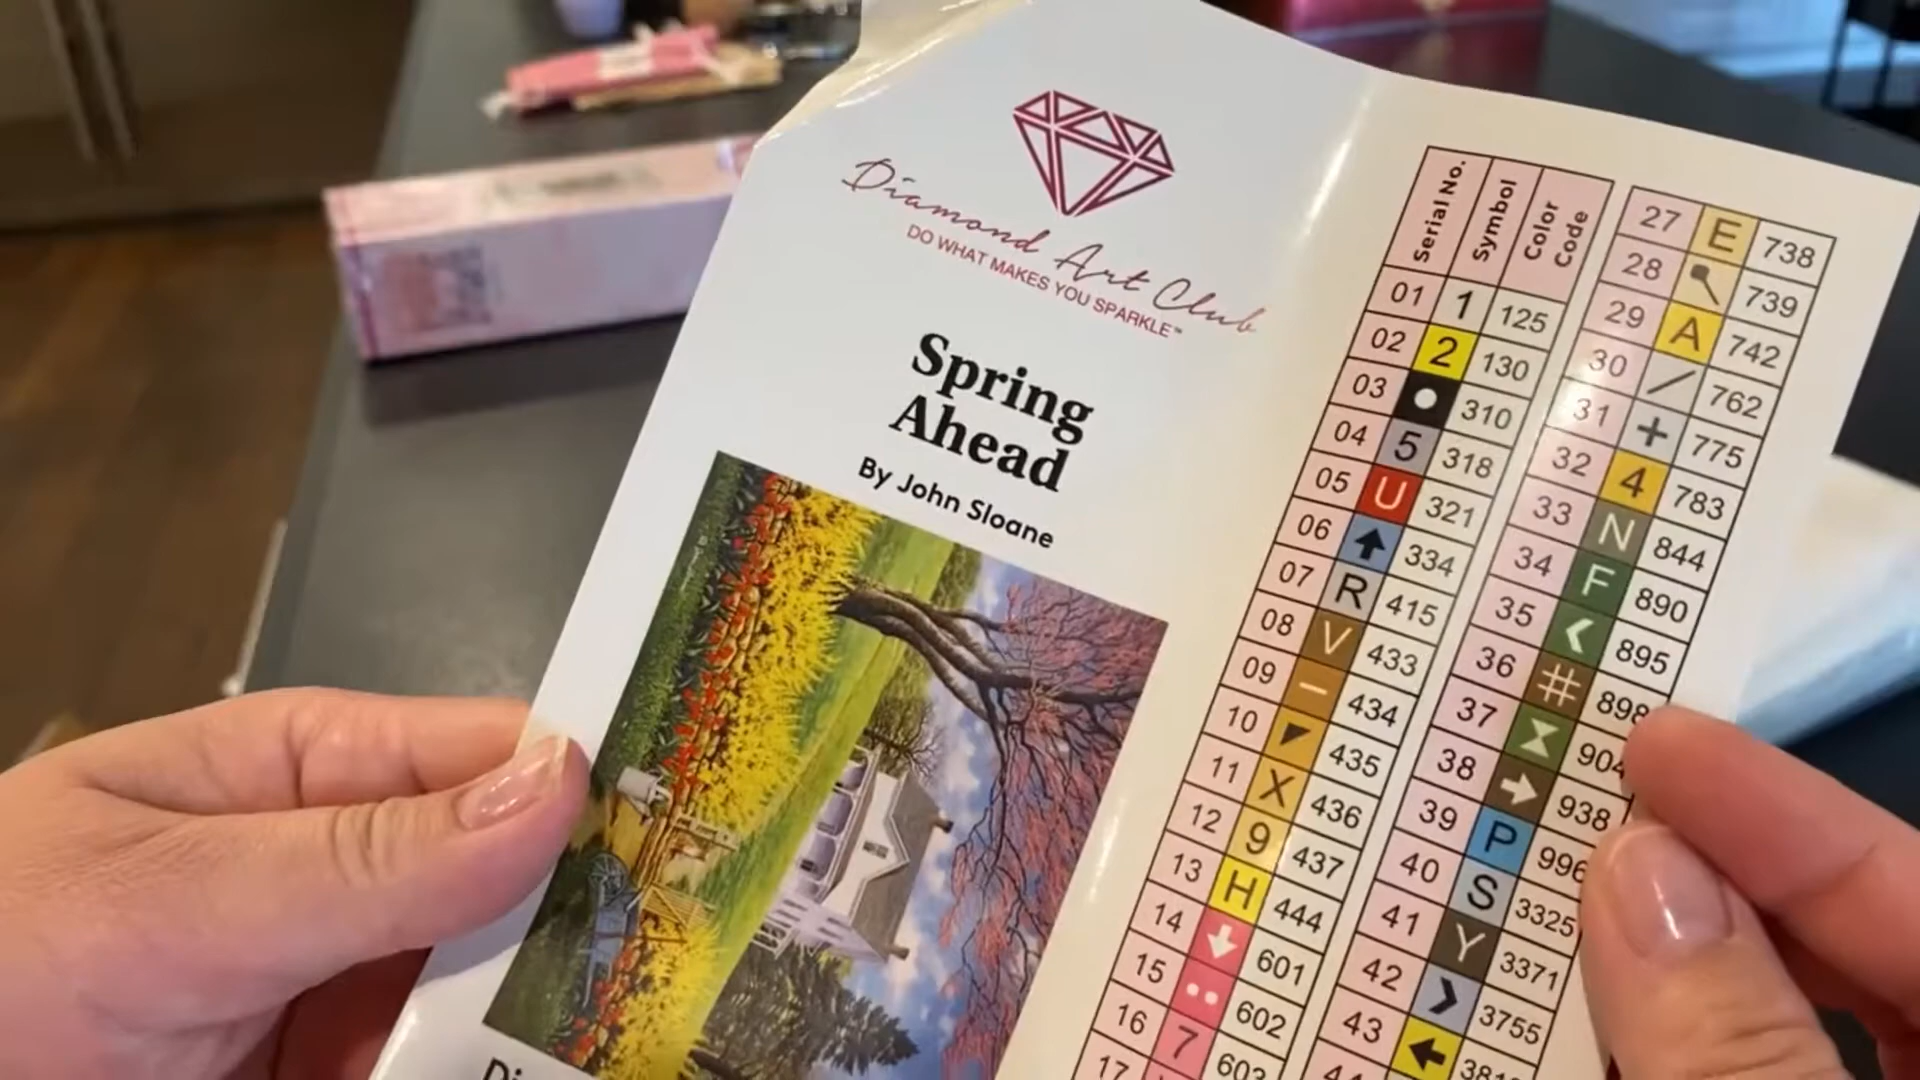 Diamond Art Club
DO WHAT MAKES YOU SPARKLE™
Spring
Ahead
By John Sloane
Serial No. Symbol Color Code
01 1 125
02 2 130
03 310
04 5 318
05 U 321
06 334
07 R 415
08 V 433
09 – 434
10 435
11 X 436
12 9 437
13 H 444
14 601
15 602
16 7 603
17
27 E 738
28 739
29 A 742
30 / 762
31 + 775
32 4 783
33 N 844
34 F 890
35 895
36 # 898
37 904
38 938
39 P 996
40 S 3325
41 Y 3371
42 3755
43